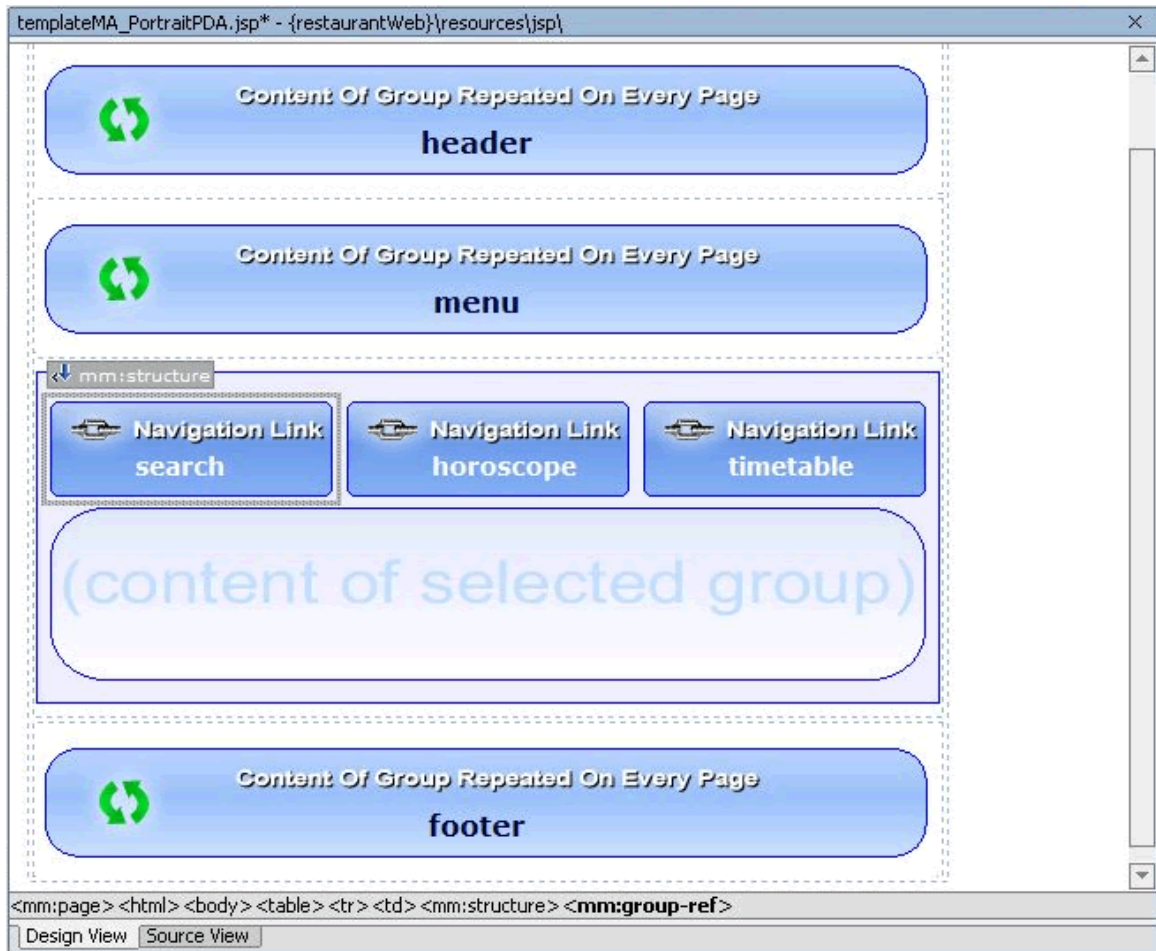 templateMA_PortraitPDA.jsp* - {restaurantWeb}\resources\jsp\
Content Of Group Repeated On Every Page
header
Content Of Group Repeated On Every Page
menu
mm:structure
Navigation Link
search
Navigation Link
horoscope
Navigation Link
timetable
(content of selected group)
Content Of Group Repeated On Every Page
footer
<mm:page> <html> <body> <table> <tr> <td> <mm:structure> <mm:group-ref>
Design View Source View